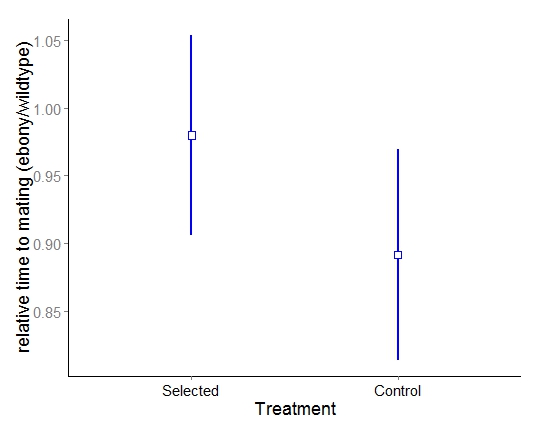 relative time to mating (ebony/wildtype)
1.05
1.00
0.95
0.90
0.85
Selected
Control
Treatment